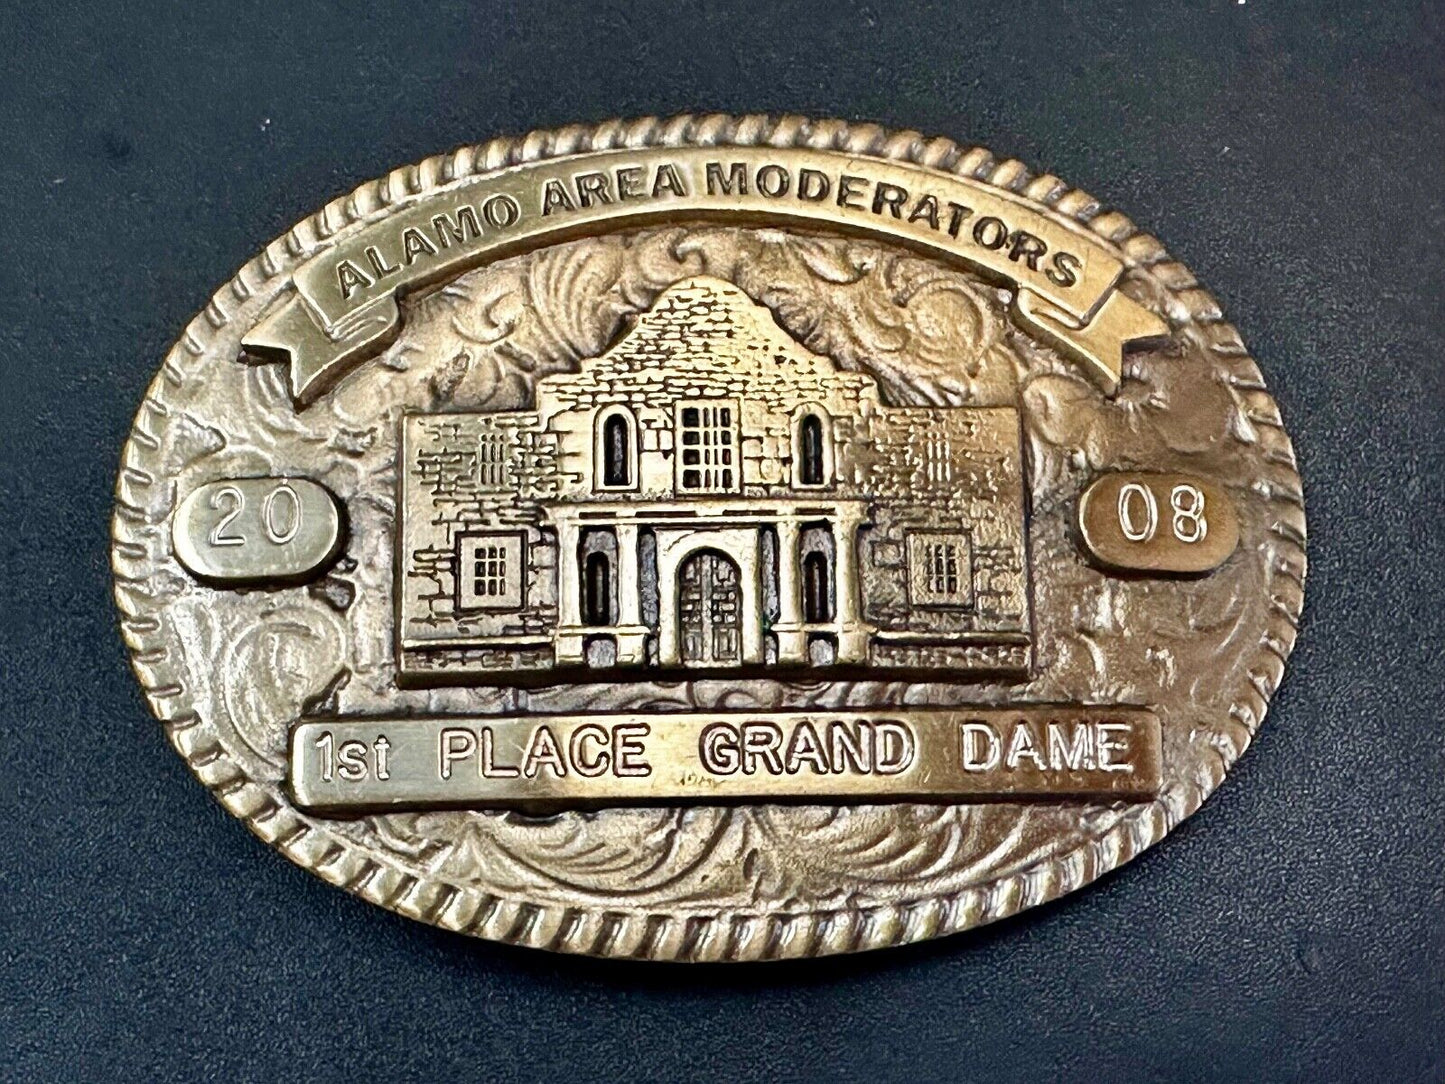 ALAMO AREA MODERATORS
20 08
1st PLACE GRAND DAME